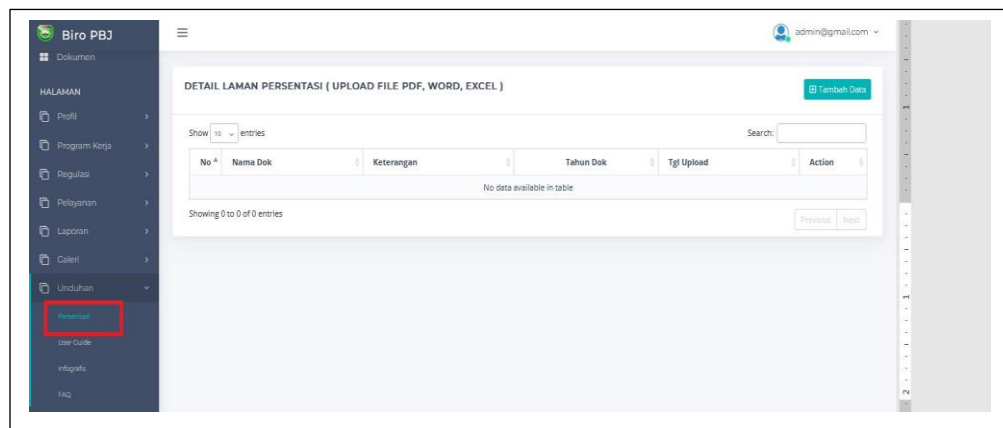 Biro PBJ
admin@gmail.com
Dokumen
HALAMAN
Profil
Program Kerja
Regulasi
Pelayanan
Laporan
Galeri
Unduhan
Persentasi
User Guide
Infografis
FAQ
DETAIL LAMAN PERSENTASI ( UPLOAD FILE PDF, WORD, EXCEL )
Tambah Data
Show 10 entries
Search:
No Nama Dok Keterangan Tahun Dok Tgl Upload Action
No data available in table
Showing 0 to 0 of 0 entries
Previous Next
1
1
2